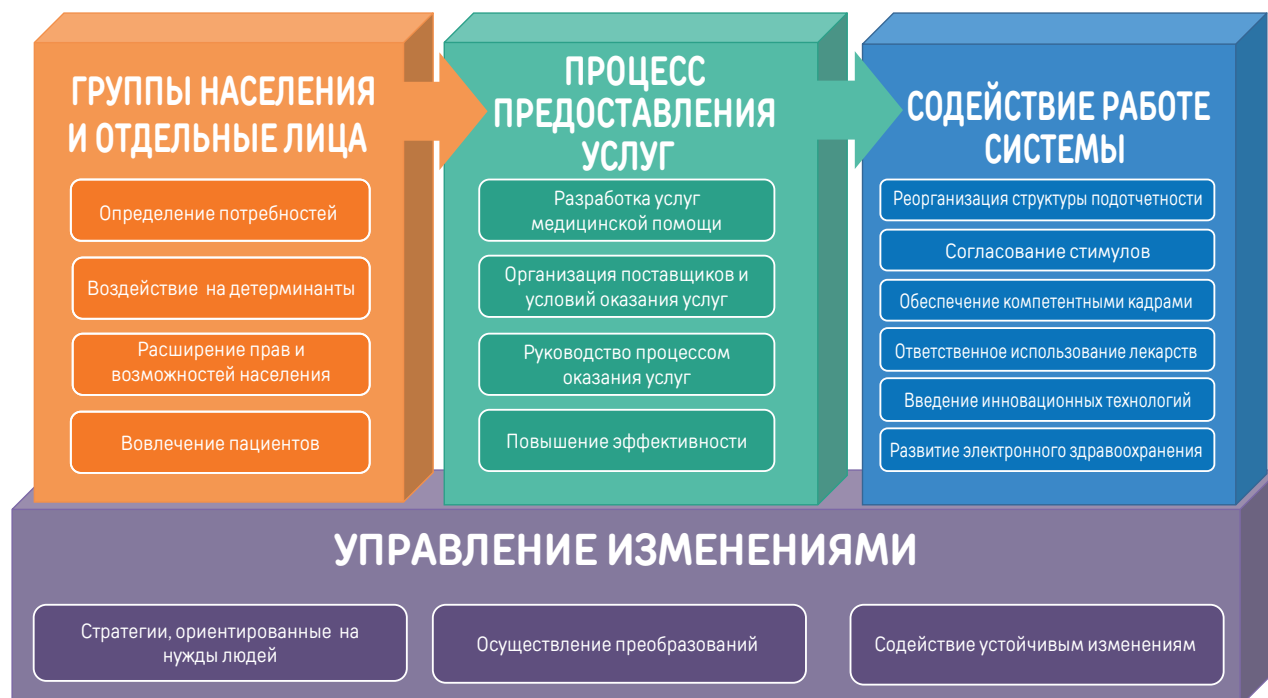 ГРУППЫ НАСЕЛЕНИЯ
И ОТДЕЛЬНЫЕ ЛИЦА
Определение потребностей
Воздействие на детерминанты
Расширение прав и
возможностей населения
Вовлечение пациентов
ПРОЦЕСС
ПРЕДОСТАВЛЕНИЯ
УСЛУГ
Разработка услуг
медицинской помощи
Организация поставщиков и
условий оказания услуг
Руководство процессом
оказания услуг
Повышение эффективности
СОДЕЙСТВИЕ РАБОТЕ
СИСТЕМЫ
Реорганизация структуры подотчетности
Согласование стимулов
Обеспечение компетентными кадрами
Ответственное использование лекарств
Введение инновационных технологий
Развитие электронного здравоохранения
УПРАВЛЕНИЕ ИЗМЕНЕНИЯМИ
Стратегии, ориентированные на
нужды людей
Осуществление преобразований
Содействие устойчивым изменениям